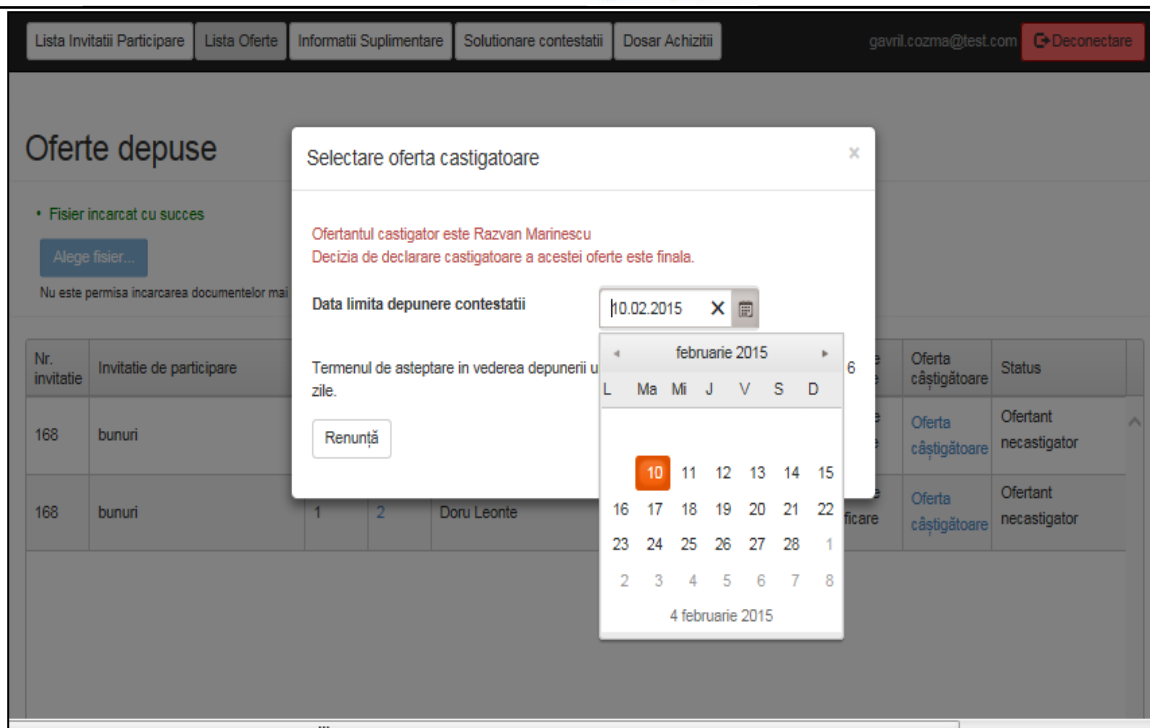 Lista Invitatii Participare Lista Oferte Informatii Suplimentare Solutionare contestatii Dosar Achizitii gavril.cozma@test.com Deconectare
Oferte depuse
• Fisier incarcat cu succes
Alege fisier...
Nu este permisa incarcarea documentelor mai
Selectare oferta castigatoare ×
Ofertantul castigator este Razvan Marinescu
Decizia de declarare castigatoare a acestei oferte este finala.
Data limita depunere contestatii 10.02.2015
Termenul de asteptare in vederea depunerii u 6
zile.
Renunță
februarie 2015
L Ma Mi J V S D
10 11 12 13 14 15
16 17 18 19 20 21 22
23 24 25 26 27 28 1
2 3 4 5 6 7 8
4 februarie 2015
Nr. invitatie Invitatie de participare Oferta câștigătoare Status
168 bunuri Oferta câștigătoare Ofertant necastigator
168 bunuri 1 2 Doru Leonte ficare Oferta câștigătoare Ofertant necastigator